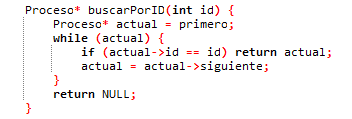 Proceso* buscarPorID(int id) {
    Proceso* actual = primero;
    while (actual) {
        if (actual->id == id) return actual;
        actual = actual->siguiente;
    }
    return NULL;
}